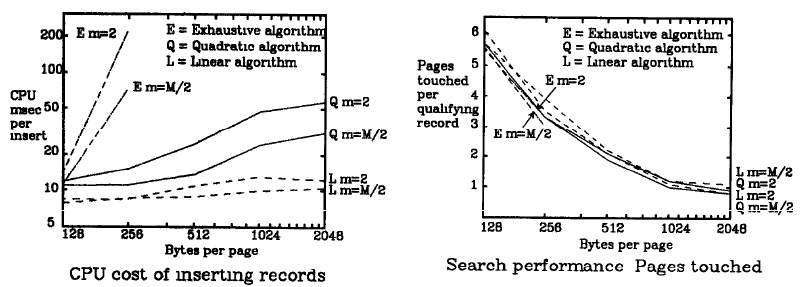 200
100
50
20
10
5
CPU
msec
per
insert
E m=2
E = Exhaustive algorithm
Q = Quadratic algorithm
L = Linear algorithm
E m=M/2
Q m=2
Q m=M/2
L m=2
L m=M/2
128 256 512 1024 2048
Bytes per page
CPU cost of inserting records
6
5
4
3
2
1
Pages
touched
per
qualifying
record
E = Exhaustive algorithm
Q = Quadratic algorithm
L = Linear algorithm
E m=2
E m=M/2
L m=M/2
Q m=2
L m=2
Q m=M/2
128 256 512 1024 2048
Bytes per page
Search performance Pages touched